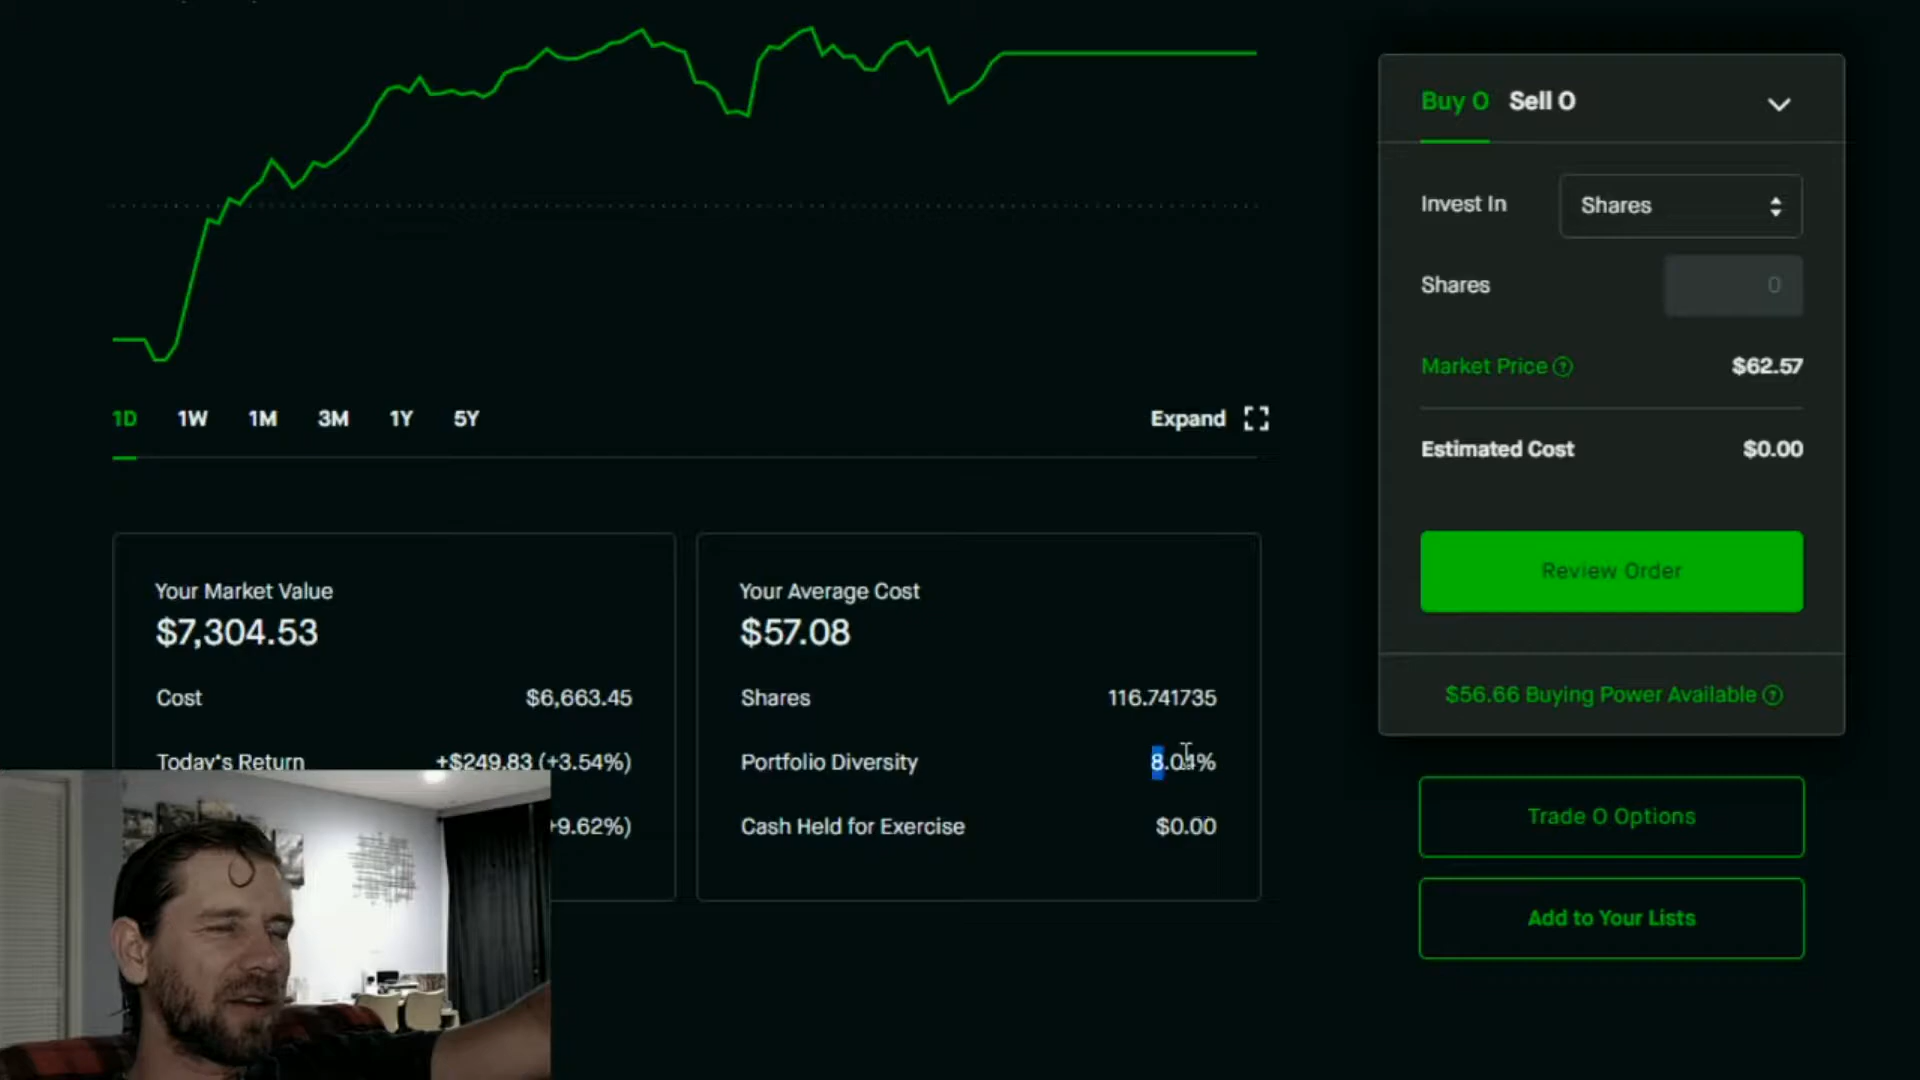 Buy O Sell O
Invest In Shares
Shares 0
Market Price $62.57
Estimated Cost $0.00
Review Order
$56.66 Buying Power Available
Trade O Options
Add to Your Lists
1D 1W 1M 3M 1Y 5Y Expand
Your Market Value
$7,304.53
Cost $6,663.45
Today's Return +$249.83 (+3.54%)
+9.62%)
Your Average Cost
$57.08
Shares 116.741735
Portfolio Diversity 8.04%
Cash Held for Exercise $0.00